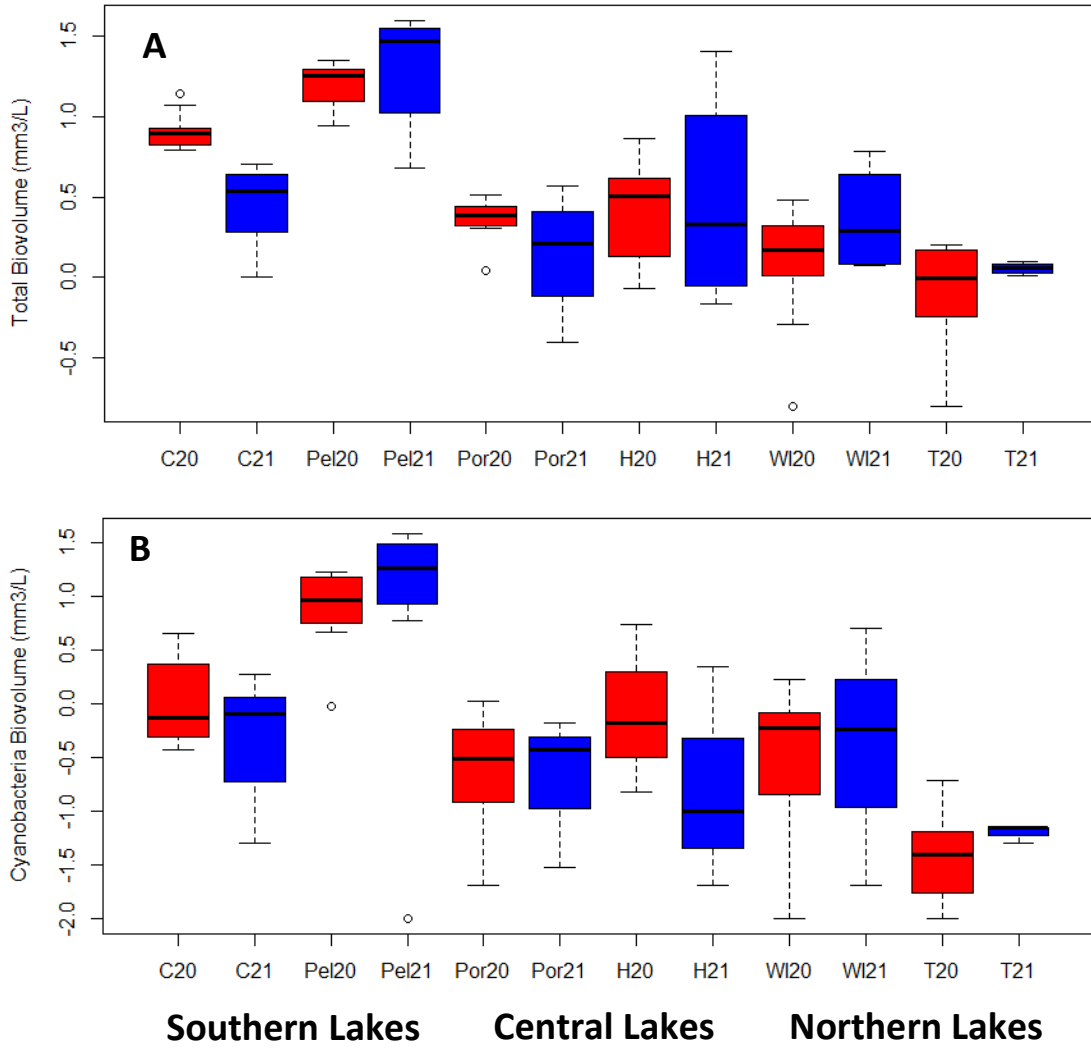 A
Total Biovolume (mm3/L)
1.5
1.0
0.5
0.0
-0.5
C20 C21 Pel20 Pel21 Por20 Por21 H20 H21 WI20 WI21 T20 T21
B
Cyanobacteria Biovolume (mm3/L)
1.5
1.0
0.5
0.0
-0.5
-1.0
-1.5
-2.0
C20 C21 Pel20 Pel21 Por20 Por21 H20 H21 WI20 WI21 T20 T21
Southern Lakes Central Lakes Northern Lakes